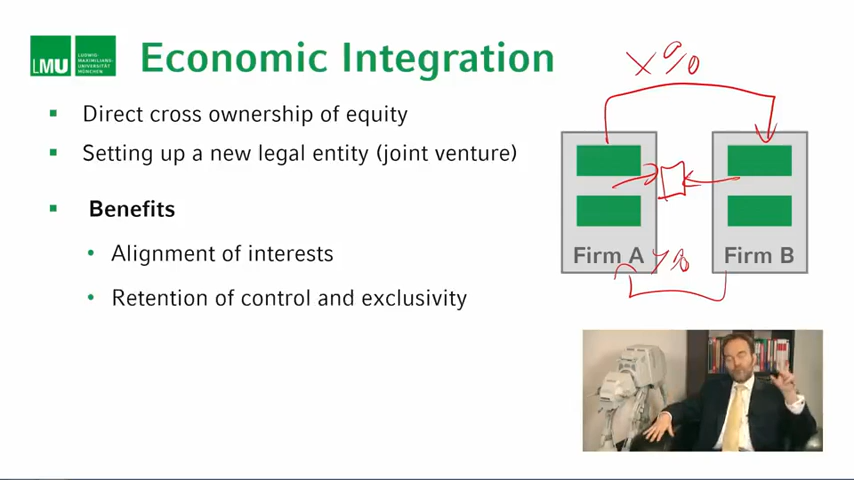 LMU
LUDWIG-
MAXIMILIANS-
UNIVERSITÄT
MÜNCHEN
Economic Integration
Direct cross ownership of equity
Setting up a new legal entity (joint venture)
Benefits
Alignment of interests
Retention of control and exclusivity
x%
Firm A
Firm B
y%